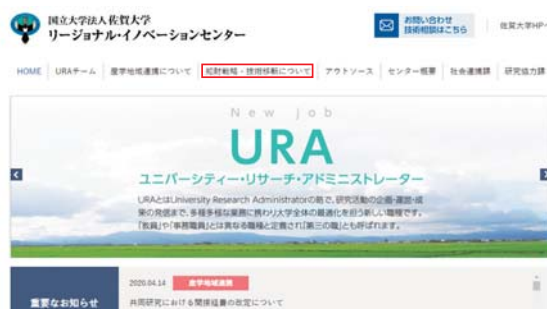 国立大学法人佐賀大学
リージョナル・イノベーションセンター
お問い合わせ
技術相談はこちら
佐賀大学HPへ
HOME URAチーム 産学地域連携について 知財戦略・技術移転について アウトソース センター概要 社会連携課 研究協力課
New Job
URA
ユニバーシティー・リサーチ・アドミニストレーター
URAとはUniversity Research Administratorの略で、研究活動の企画・運営・成
果の発信まで、多種多様な業務に携わり大学全体の最適化を担う新しい職種です。
「教員」や「事務職員」とは異なる職種と定義され「第三の職」とも呼ばれます。
重要なお知らせ
2020.04.14 産学地域連携
共同研究における間接経費の改定について